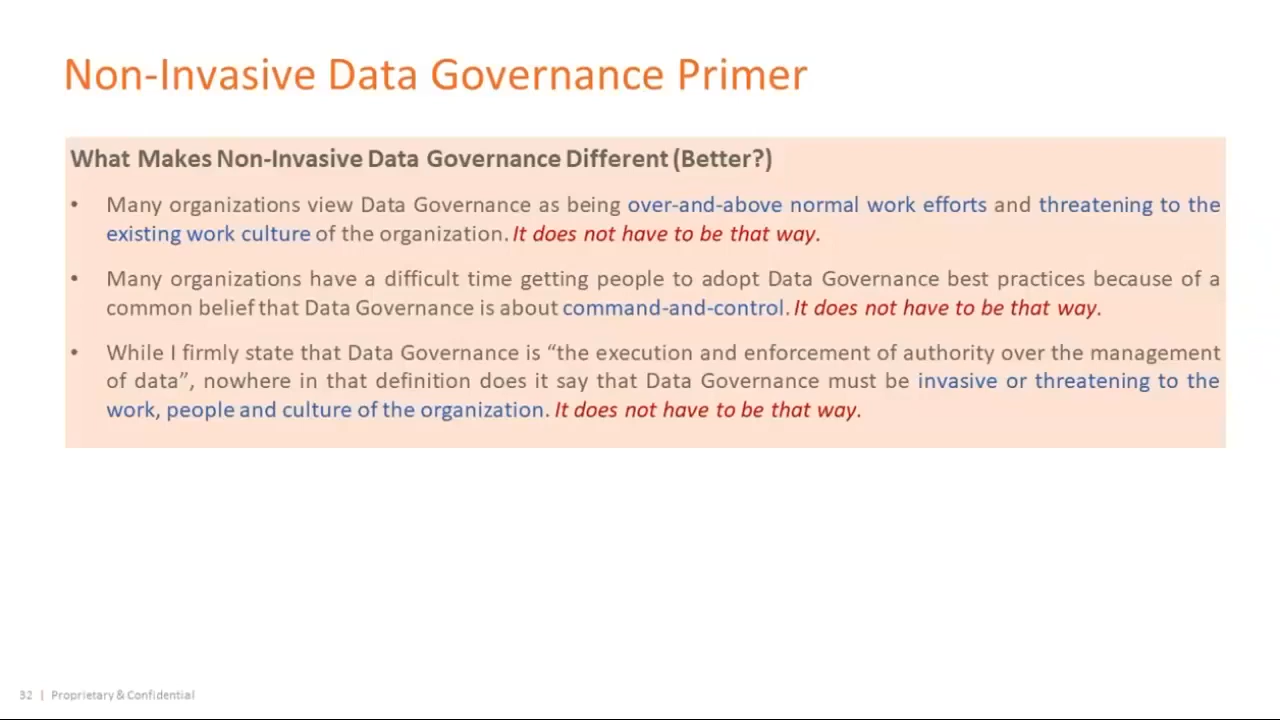 Non-Invasive Data Governance Primer
What Makes Non-Invasive Data Governance Different (Better?)
• Many organizations view Data Governance as being over-and-above normal work efforts and threatening to the
existing work culture of the organization. It does not have to be that way.
• Many organizations have a difficult time getting people to adopt Data Governance best practices because of a
common belief that Data Governance is about command-and-control. It does not have to be that way.
• While I firmly state that Data Governance is “the execution and enforcement of authority over the management
of data”, nowhere in that definition does it say that Data Governance must be invasive or threatening to the
work, people and culture of the organization. It does not have to be that way.
32 | Proprietary & Confidential